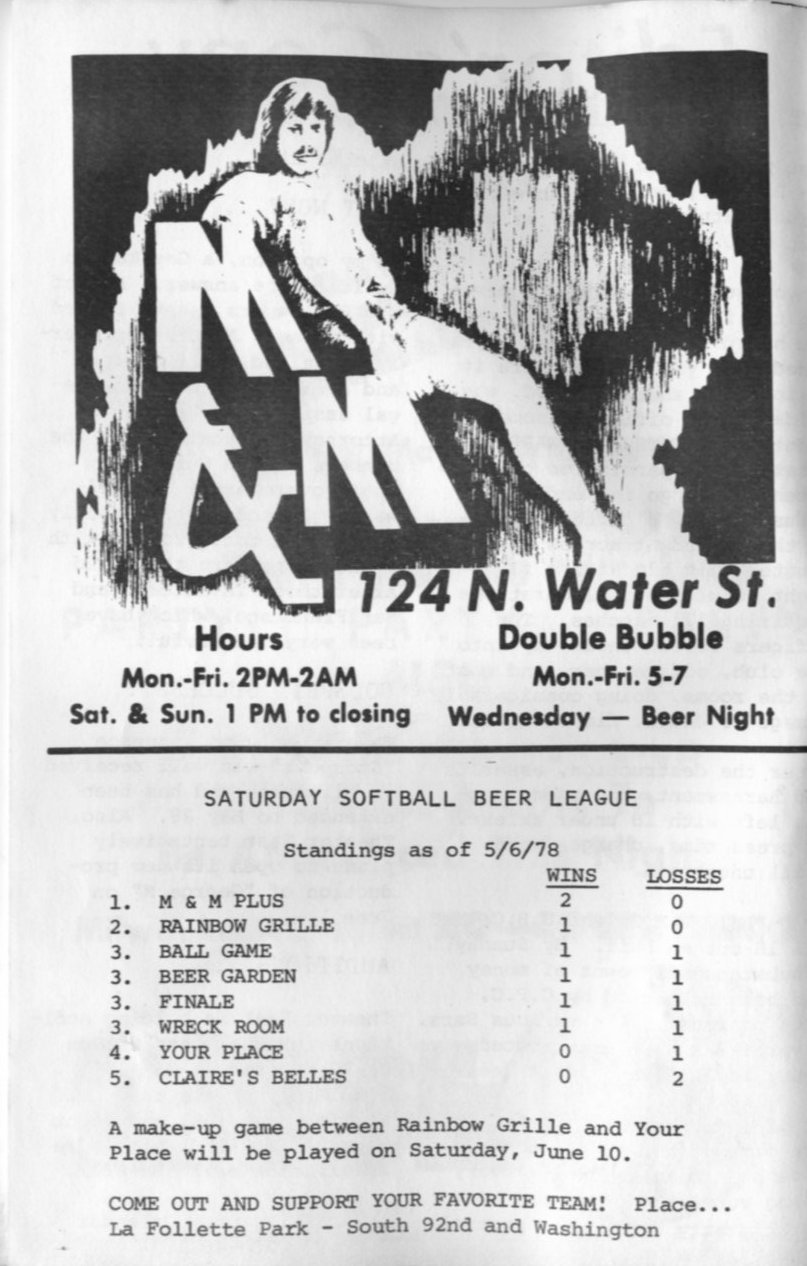 M
&M
124 N. Water St.
Hours
Mon.-Fri. 2PM-2AM
Sat. & Sun. 1 PM to closing
Double Bubble
Mon.-Fri. 5-7
Wednesday — Beer Night
SATURDAY SOFTBALL BEER LEAGUE
Standings as of 5/6/78
WINS LOSSES
1. M & M PLUS 2 0
2. RAINBOW GRILLE 1 0
3. BALL GAME 1 1
3. BEER GARDEN 1 1
3. FINALE 1 1
3. WRECK ROOM 1 1
4. YOUR PLACE 0 1
5. CLAIRE'S BELLES 0 2
A make-up game between Rainbow Grille and Your
Place will be played on Saturday, June 10.
COME OUT AND SUPPORT YOUR FAVORITE TEAM! Place...
La Follette Park - South 92nd and Washington